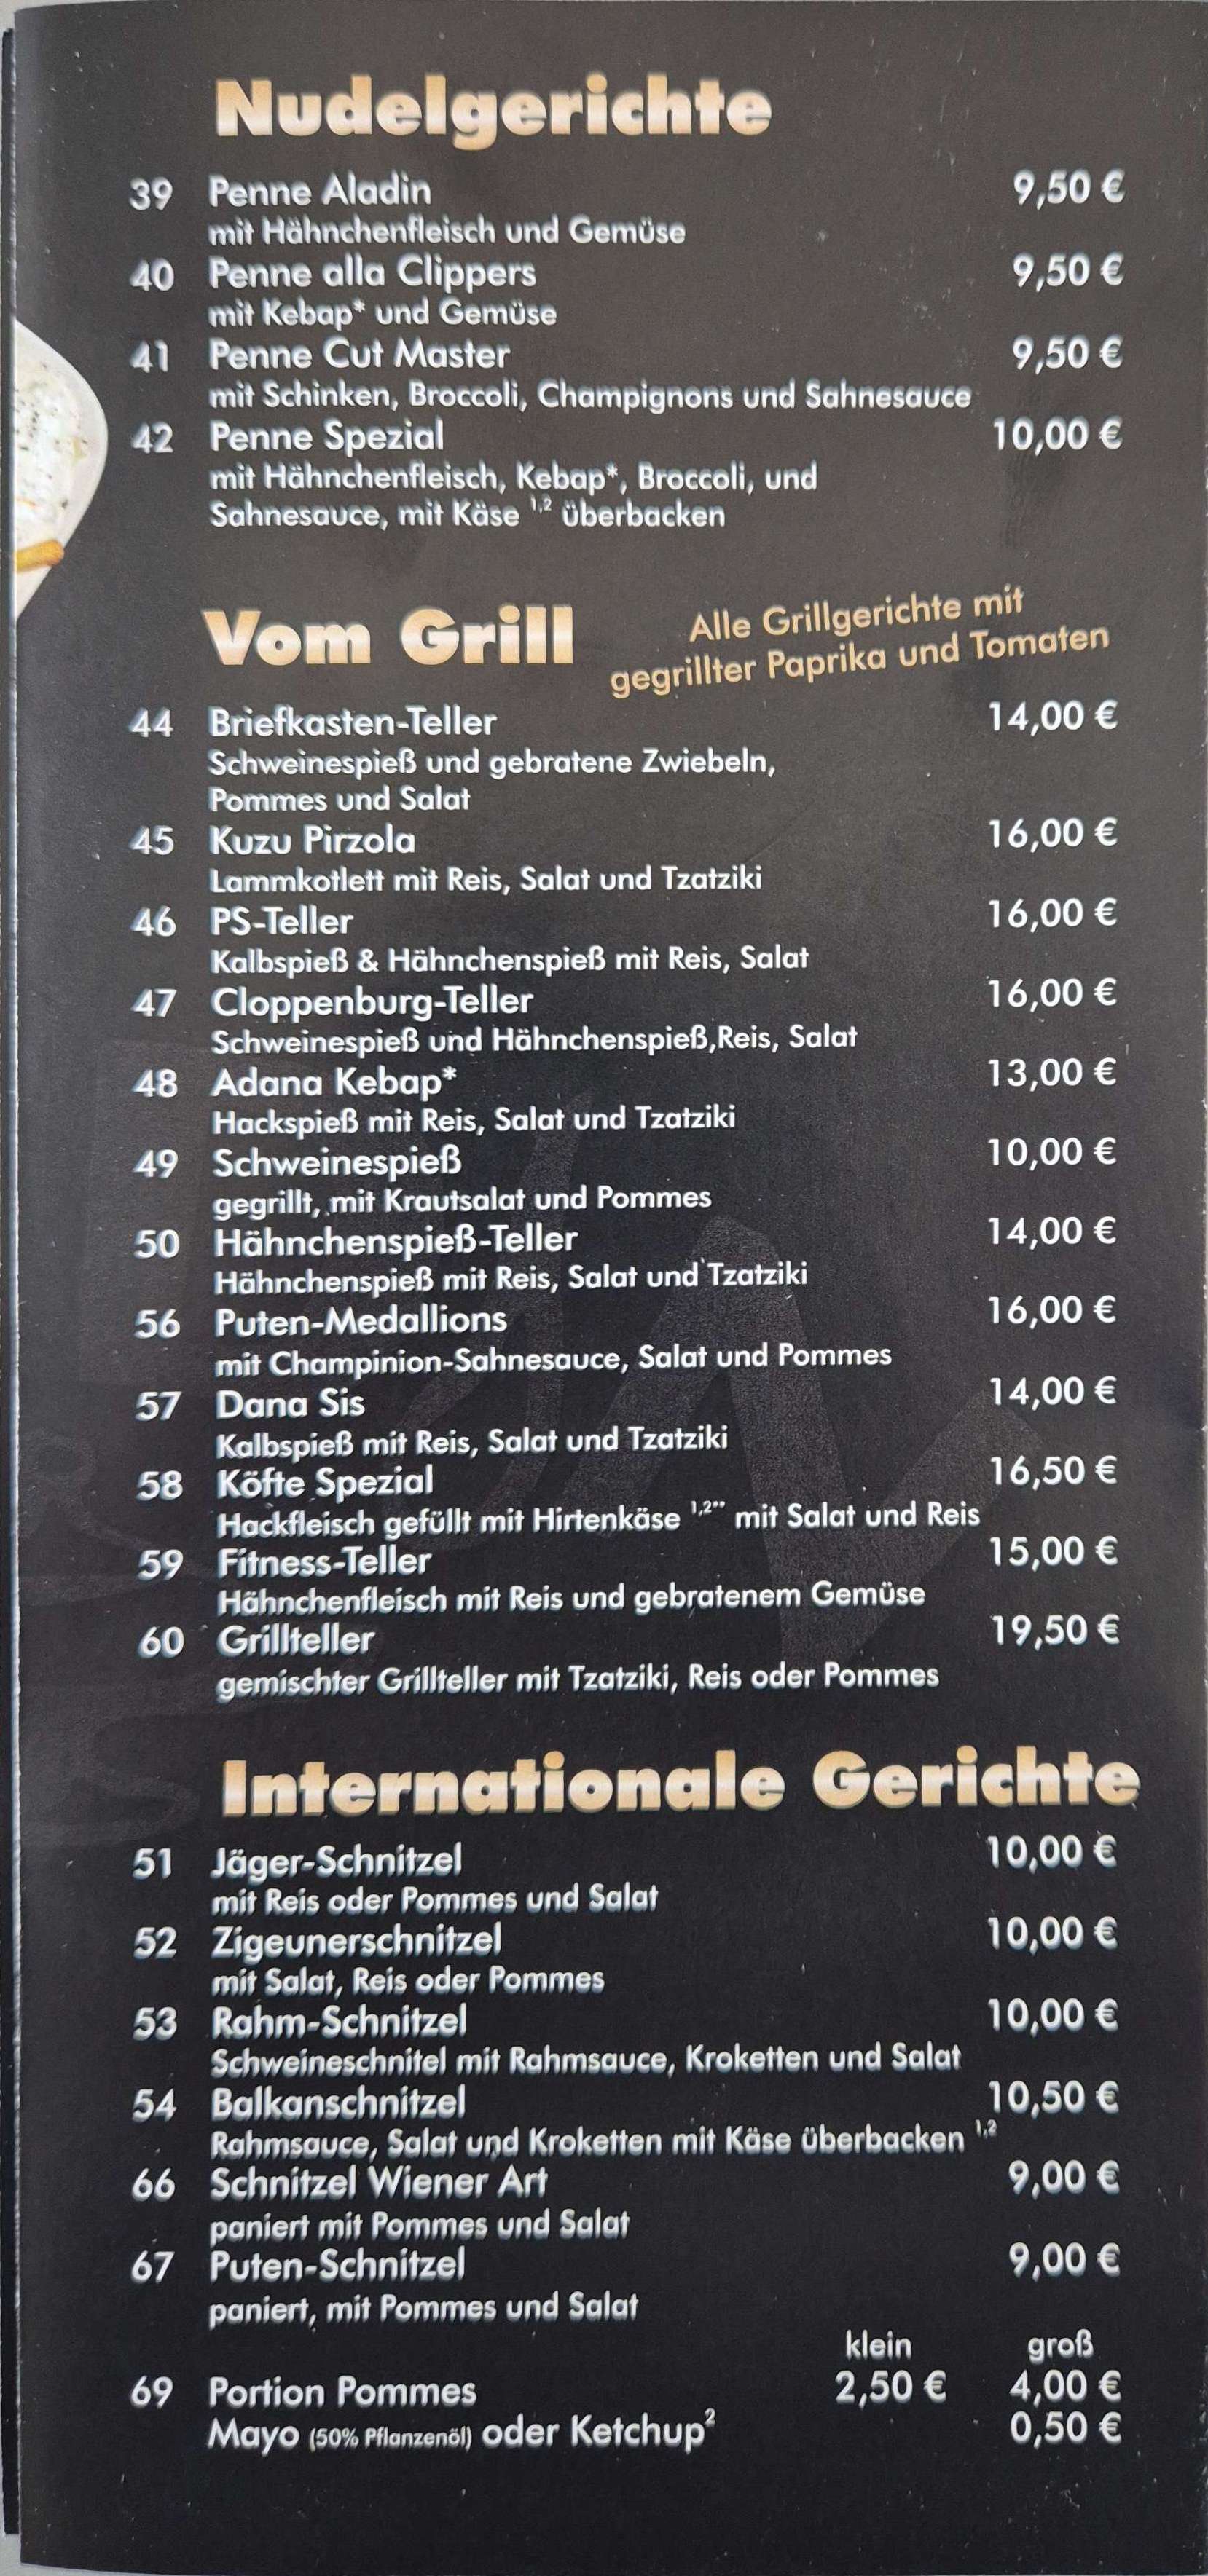 Nudelgerichte
39 Penne Aladin 9,50 €
mit Hähnchenfleisch und Gemüse
40 Penne alla Clippers 9,50 €
mit Kebap* und Gemüse
41 Penne Cut Master 9,50 €
mit Schinken, Broccoli, Champignons und Sahnesauce
42 Penne Spezial 10,00 €
mit Hähnchenfleisch, Kebap*, Broccoli, und
Sahnesauce, mit Käse 1,2 überbacken
Vom Grill
Alle Grillgerichte mit
gegrillter Paprika und Tomaten
44 Briefkasten-Teller 14,00 €
Schweinespieß und gebratene Zwiebeln,
Pommes und Salat
45 Kuzu Pirzola 16,00 €
Lammkotlett mit Reis, Salat und Tzatziki
46 PS-Teller 16,00 €
Kalbspieß & Hähnchenspieß mit Reis, Salat
47 Cloppenburg-Teller 16,00 €
Schweinespieß und Hähnchenspieß,Reis, Salat
48 Adana Kebap* 13,00 €
Hackspieß mit Reis, Salat und Tzatziki
49 Schweinespieß 10,00 €
gegrillt, mit Krautsalat und Pommes
50 Hähnchenspieß-Teller 14,00 €
Hähnchenspieß mit Reis, Salat und Tzatziki
56 Puten-Medallions 16,00 €
mit Champinion-Sahnesauce, Salat und Pommes
57 Dana Sis 14,00 €
Kalbspieß mit Reis, Salat und Tzatziki
58 Köfte Spezial 16,50 €
Hackfleisch gefüllt mit Hirtenkäse 1,2" mit Salat und Reis
59 Fitness-Teller 15,00 €
Hähnchenfleisch mit Reis und gebratenem Gemüse
60 Grillteller 19,50 €
gemischter Grillteller mit Tzatziki, Reis oder Pommes
Internationale Gerichte
51 Jäger-Schnitzel 10,00 €
mit Reis oder Pommes und Salat
52 Zigeunerschnitzel 10,00 €
mit Salat, Reis oder Pommes
53 Rahm-Schnitzel 10,00 €
Schweineschnitel mit Rahmsauce, Kroketten und Salat
54 Balkanschnitzel 10,50 €
Rahmsauce, Salat und Kroketten mit Käse überbacken 1,2
66 Schnitzel Wiener Art 9,00 €
paniert mit Pommes und Salat
67 Puten-Schnitzel 9,00 €
paniert, mit Pommes und Salat
klein groß
69 Portion Pommes 2,50 € 4,00 €
Mayo (50% Pflanzenöl) oder Ketchup2 0,50 €